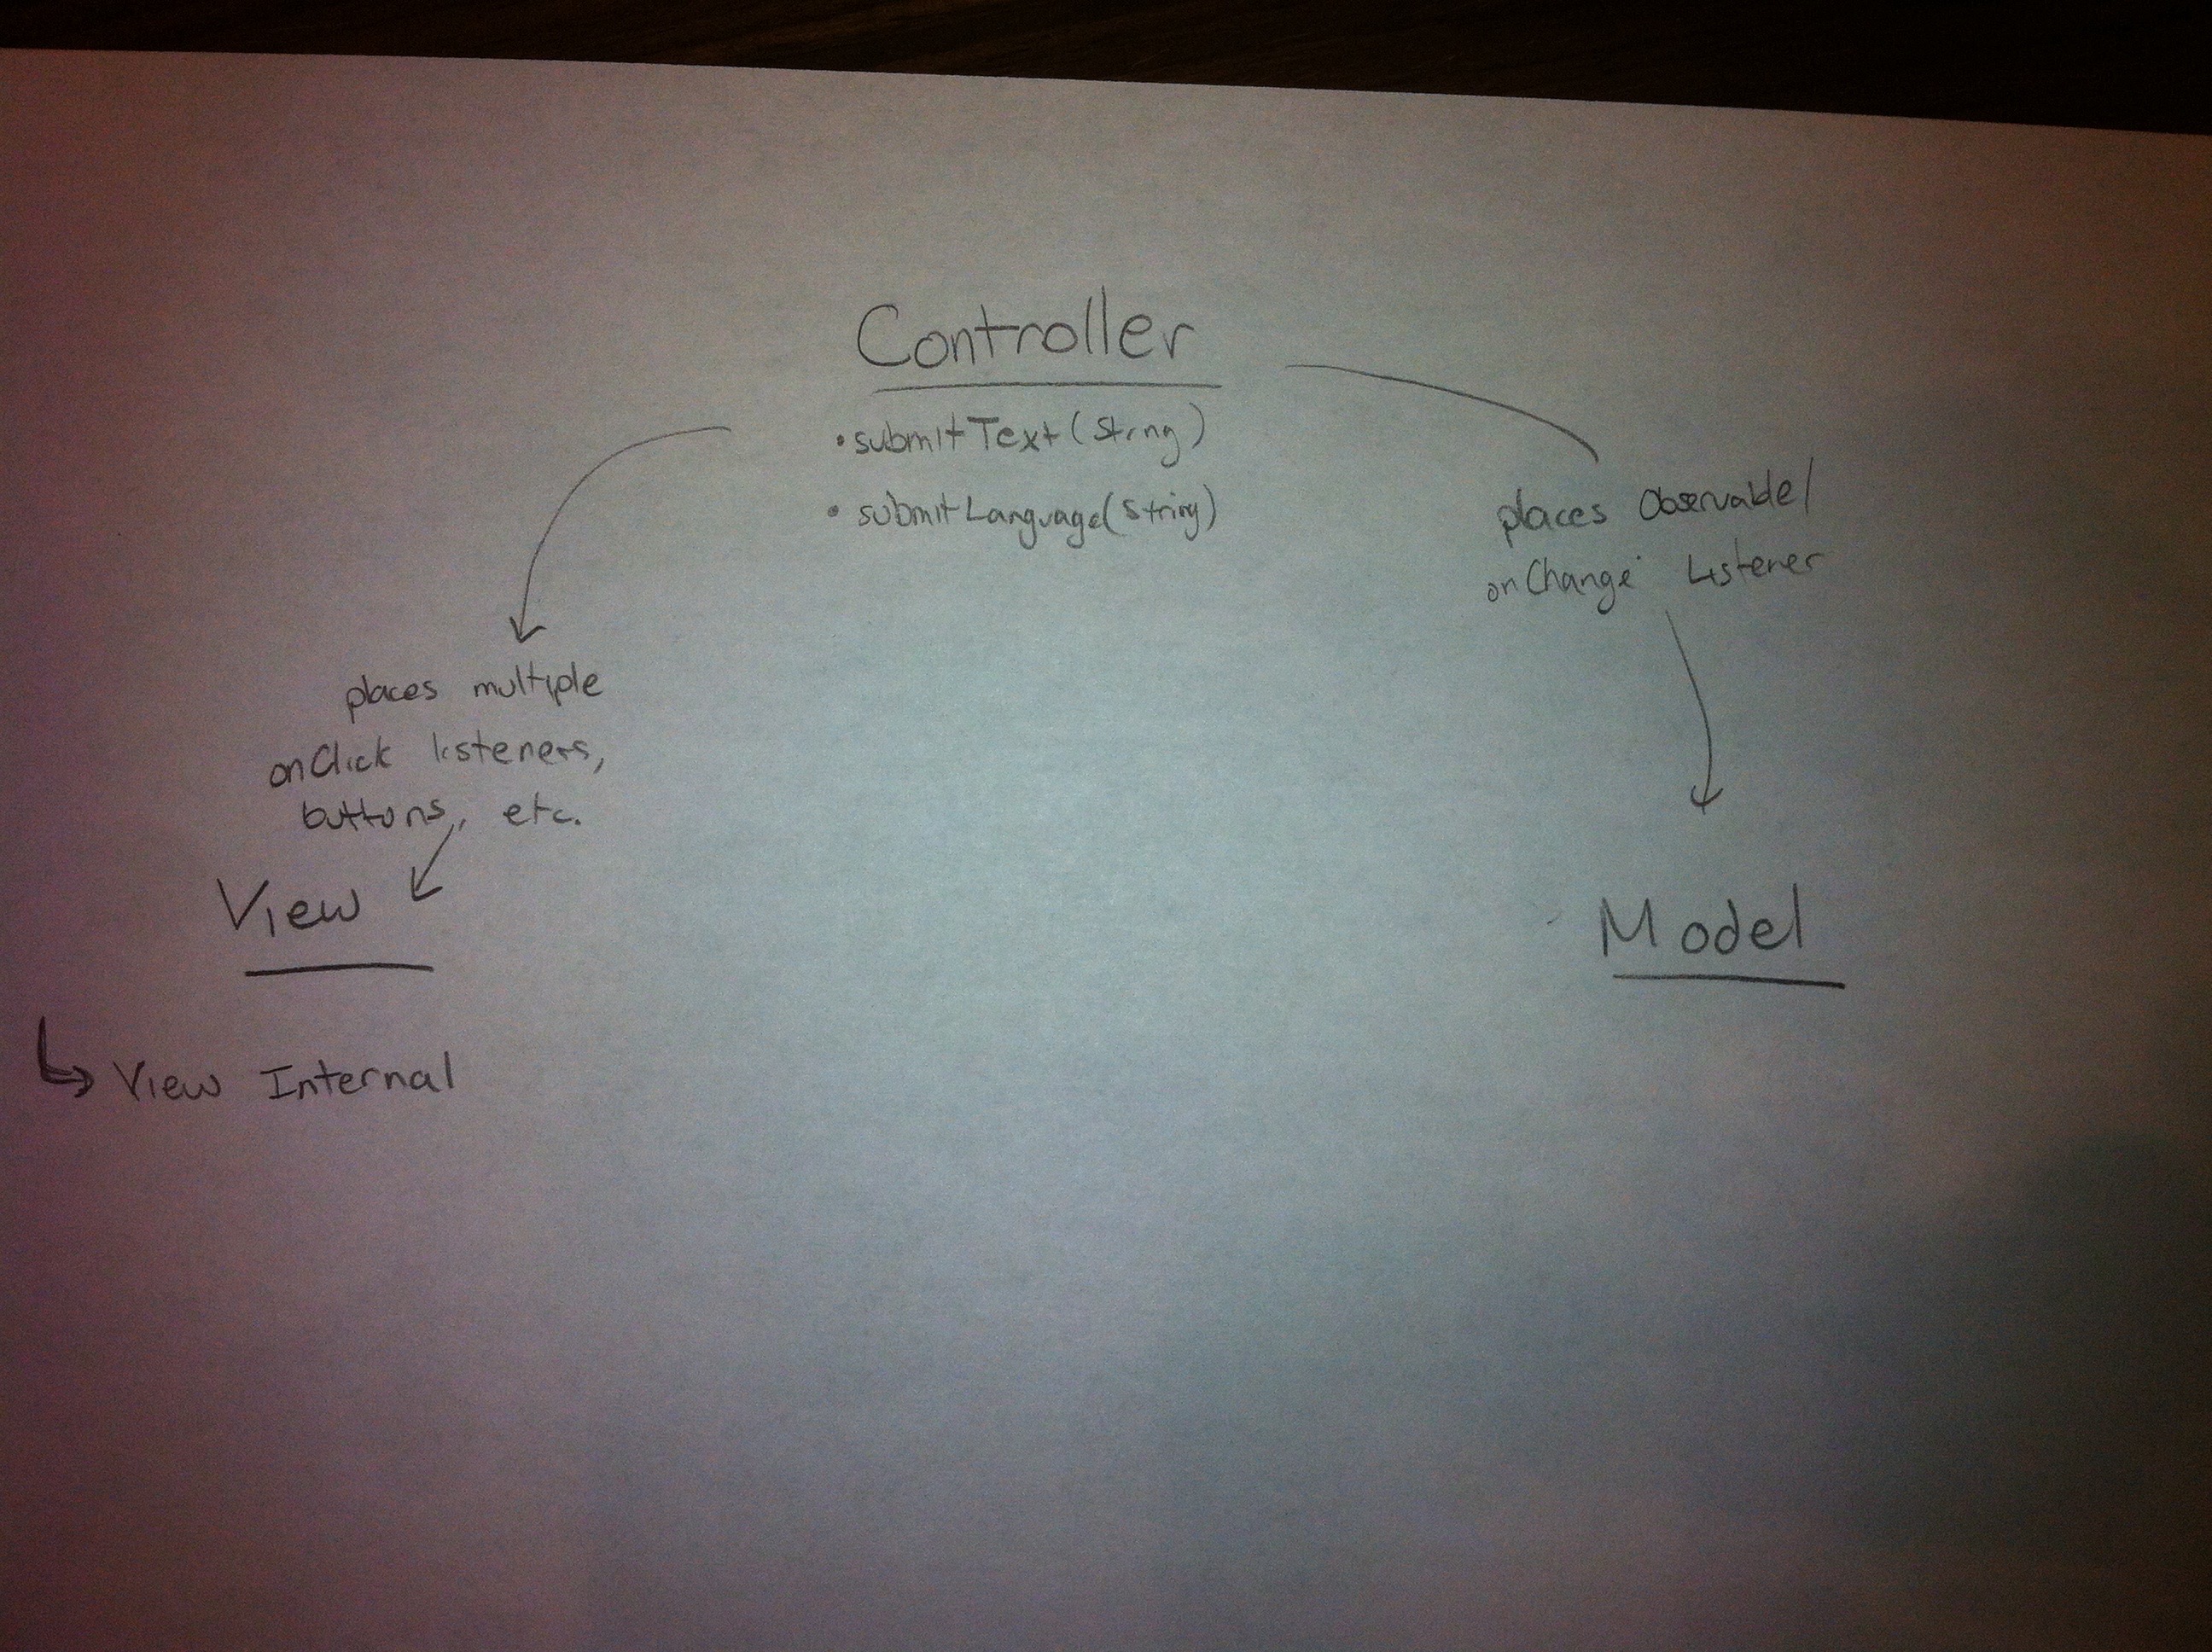 Controller
• submitText(String)
• submitLanguage(String)
places Observable/
onChange Listener
places multiple
onClick listeners,
buttons, etc.
View
Model
View Internal